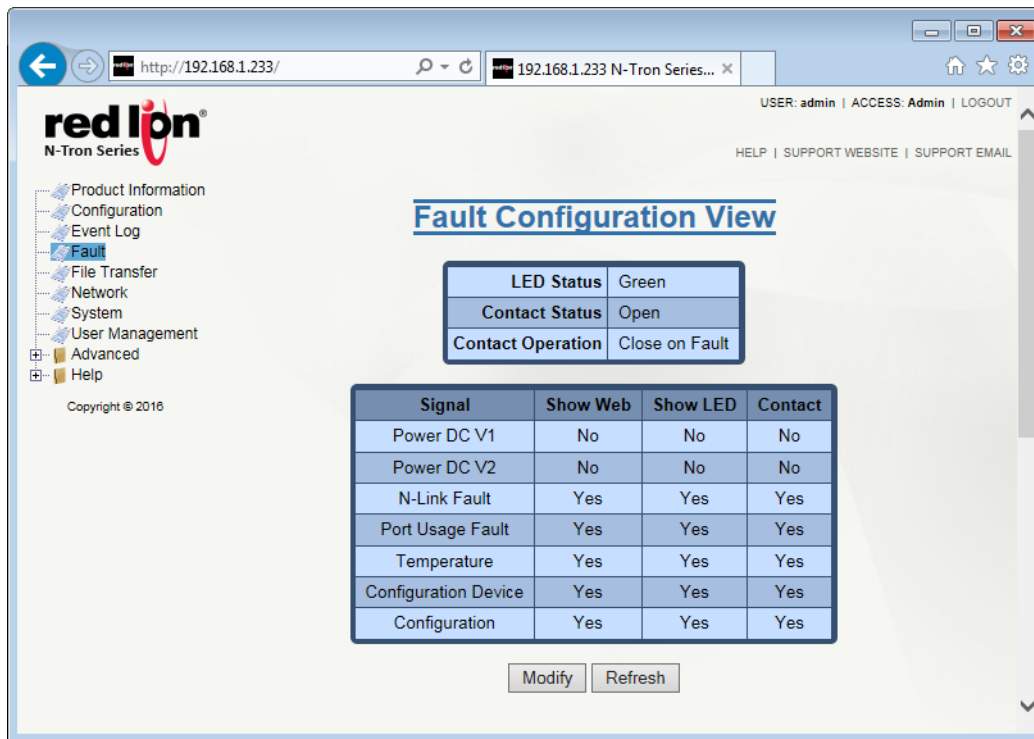 http://192.168.1.233/
192.168.1.233 N-Tron Series...
USER: admin | ACCESS: Admin | LOGOUT
red lion®
N-Tron Series
HELP | SUPPORT WEBSITE | SUPPORT EMAIL
Product Information
Configuration
Event Log
Fault
File Transfer
Network
System
User Management
Advanced
Help
Copyright © 2016
Fault Configuration View
LED Status Green
Contact Status Open
Contact Operation Close on Fault
Signal Show Web Show LED Contact
Power DC V1 No No No
Power DC V2 No No No
N-Link Fault Yes Yes Yes
Port Usage Fault Yes Yes Yes
Temperature Yes Yes Yes
Configuration Device Yes Yes Yes
Configuration Yes Yes Yes
Modify Refresh